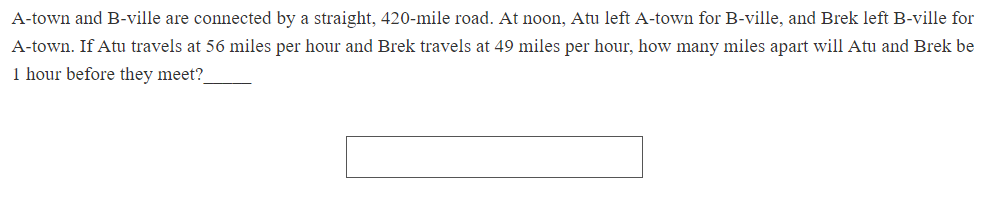 A-town and B-ville are connected by a straight, 420-mile road. At noon, Atu left A-town for B-ville, and Brek left B-ville for
A-town. If Atu travels at 56 miles per hour and Brek travels at 49 miles per hour, how many miles apart will Atu and Brek be
1 hour before they meet?_____